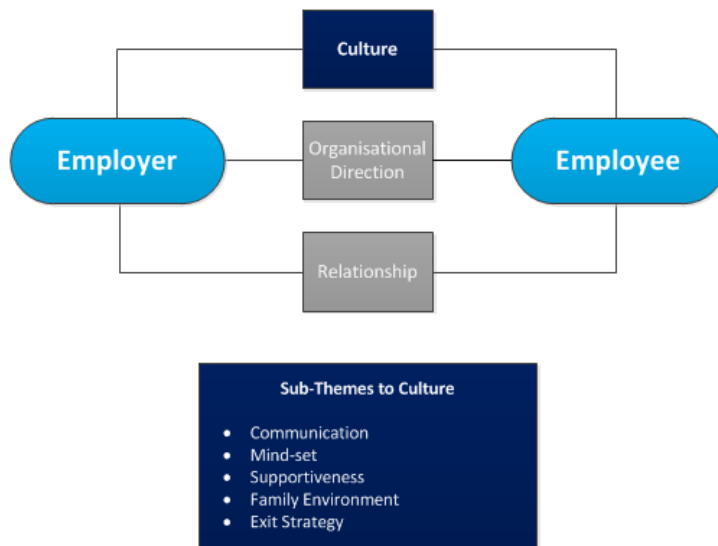 Culture
Employer
Organisational
Direction
Employee
Relationship
Sub-Themes to Culture
• Communication
• Mind-set
• Supportiveness
• Family Environment
• Exit Strategy